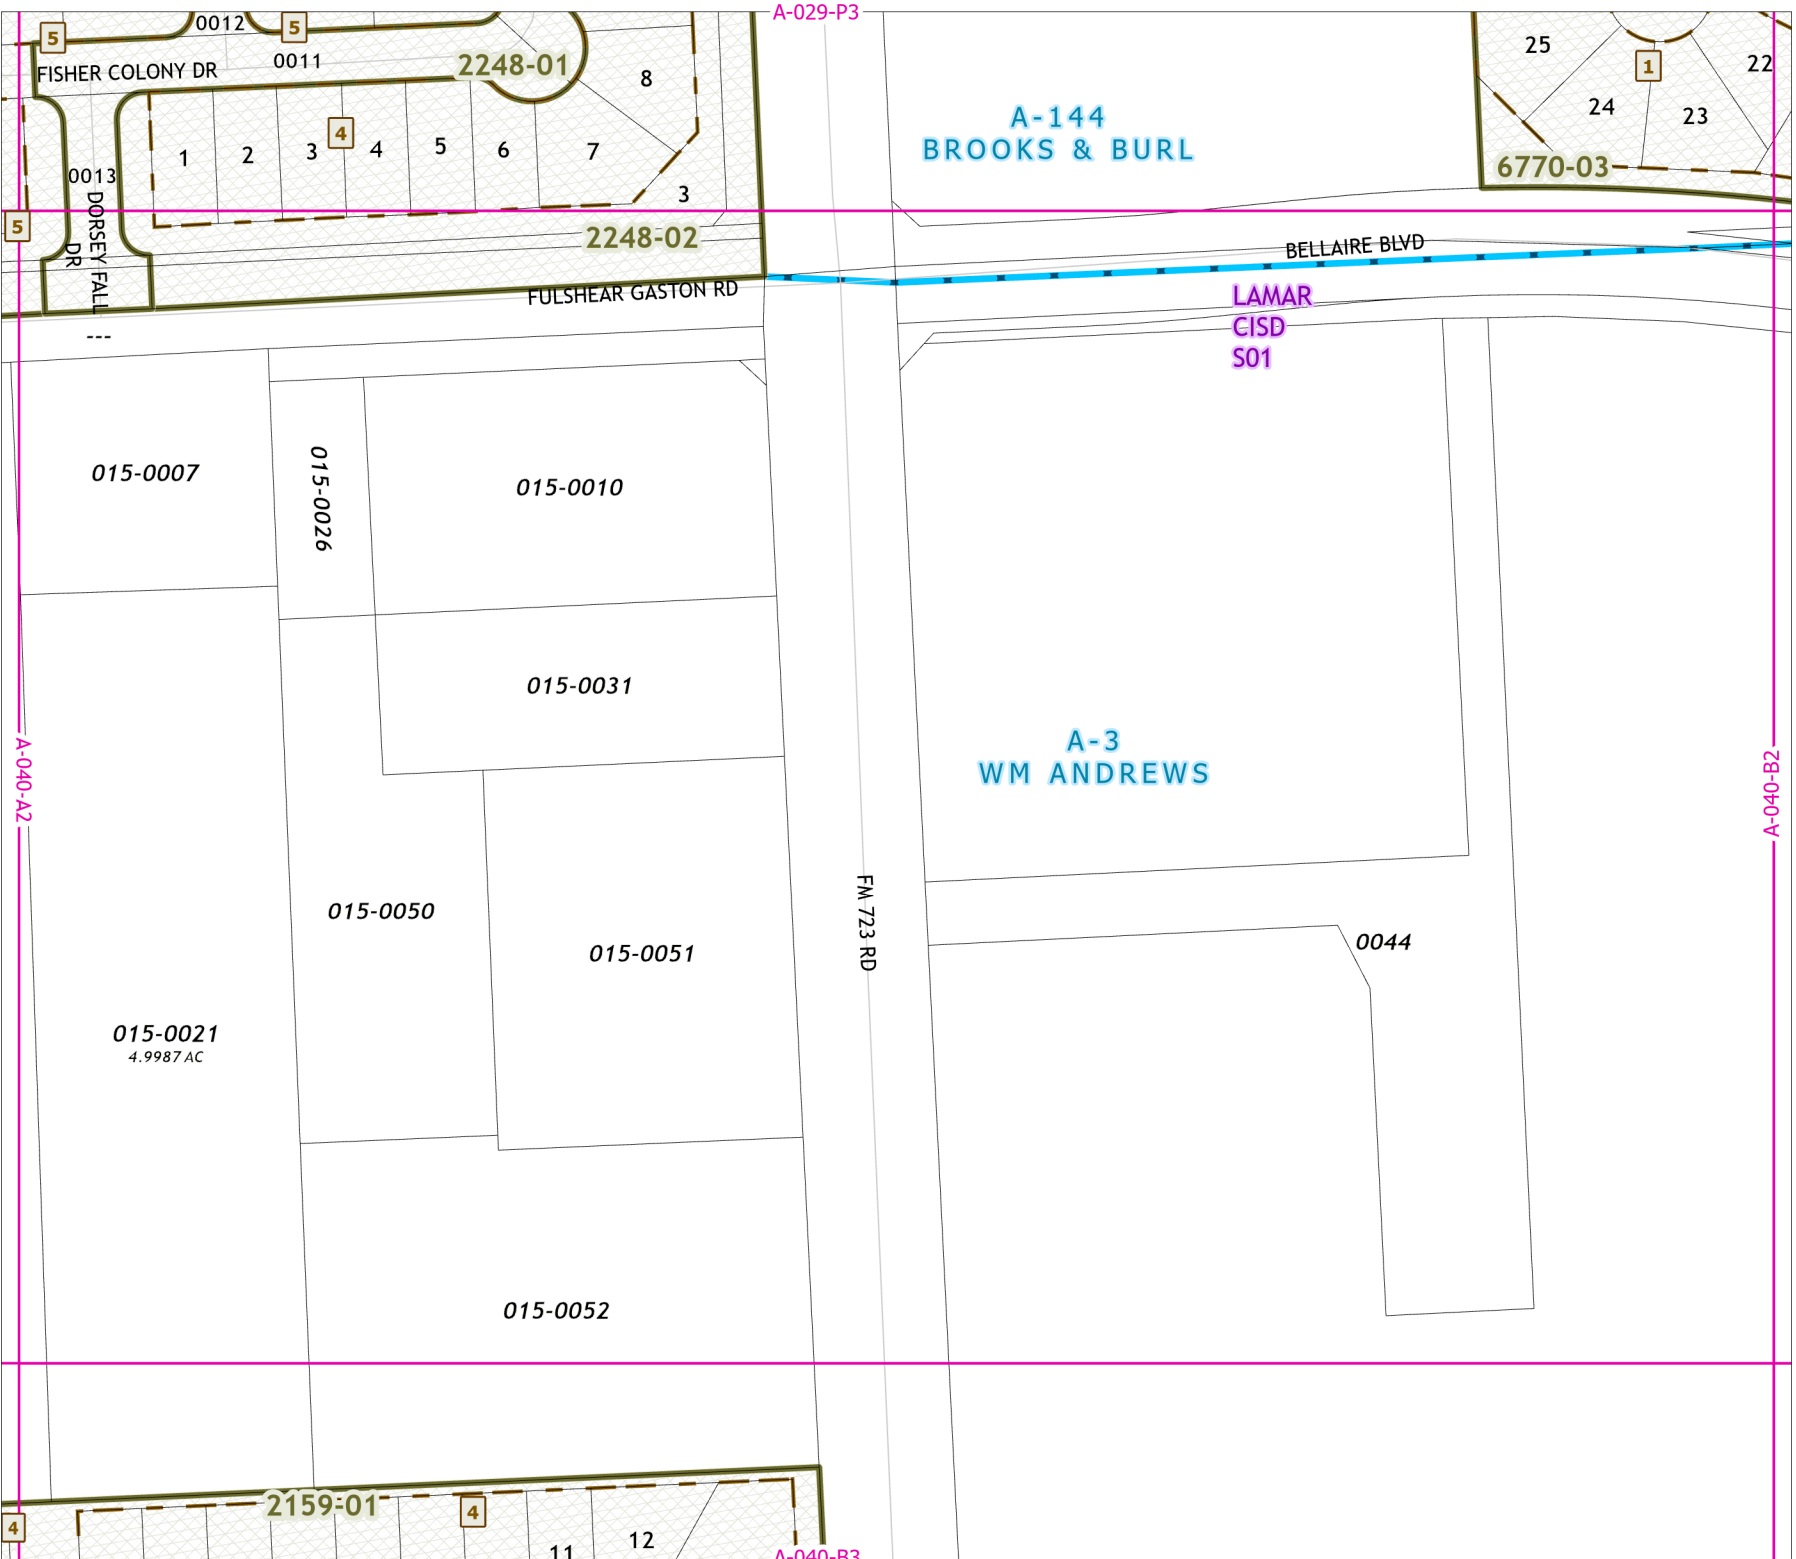 A-029-P3
0012
5
5
25
1
22
FISHER COLONY DR
0011
2248-01
8
24
23
A-144
BROOKS & BURL
4
1
2
3
4
5
6
7
6770-03
0013
3
5
DORSEY FALL
DR
2248-02
BELLAIRE BLVD
FULSHEAR GASTON RD
LAMAR
CISD
S01
---
015-0007
015-0026
015-0010
015-0031
A-3
WM ANDREWS
A-040-A2
A-040-B2
015-0050
015-0051
FM 723 RD
0044
015-0021
4.9987 AC
015-0052
2159-01
4
4
12
11
A-040-B3